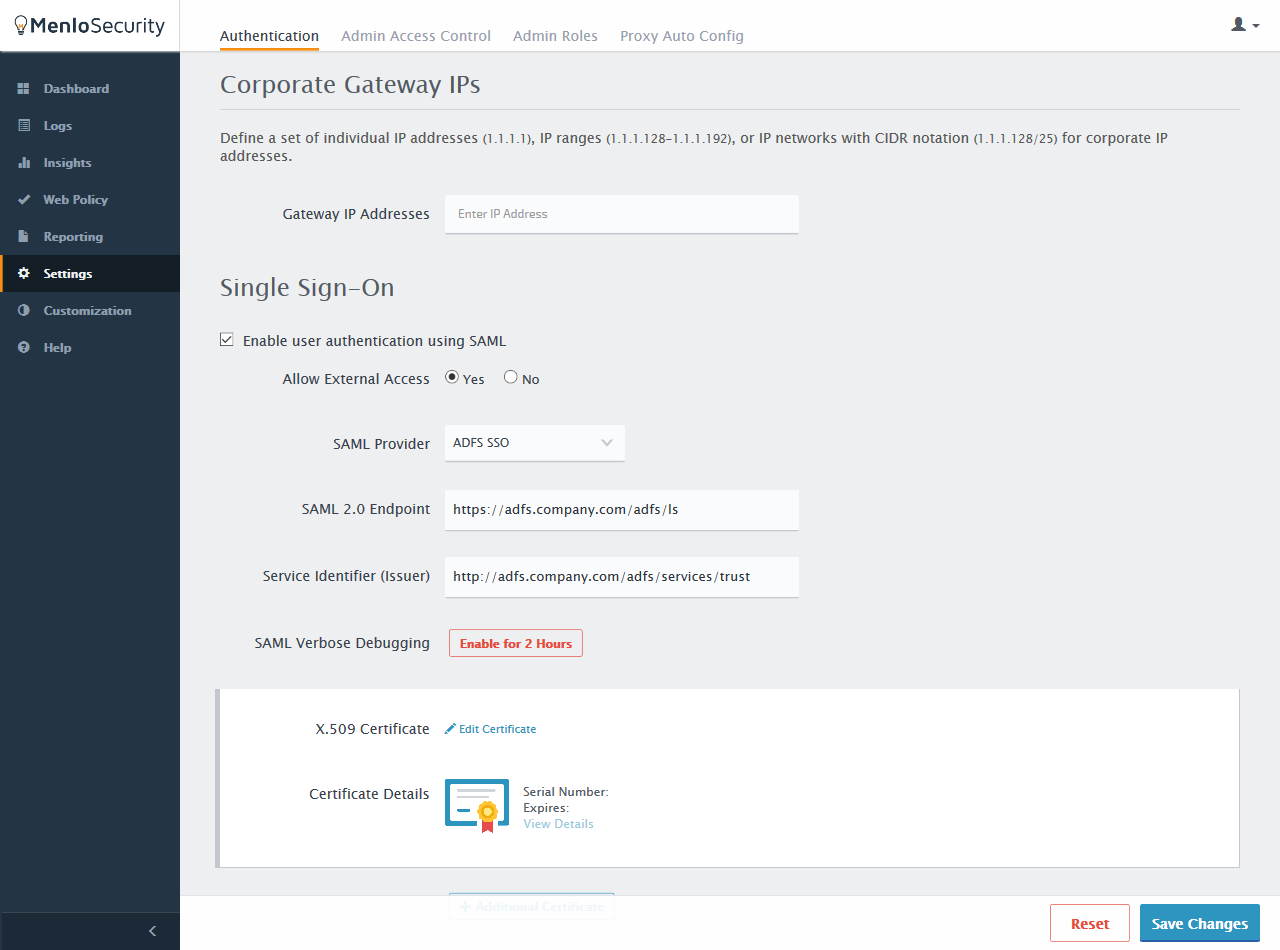 MenloSecurity
Authentication Admin Access Control Admin Roles Proxy Auto Config
Dashboard
Logs
Insights
Web Policy
Reporting
Settings
Customization
Help
Corporate Gateway IPs
Define a set of individual IP addresses (1.1.1.1), IP ranges (1.1.1.128-1.1.1.192), or IP networks with CIDR notation (1.1.1.128/25) for corporate IP
addresses.
Gateway IP Addresses Enter IP Address
Single Sign-On
Enable user authentication using SAML
Allow External Access Yes No
SAML Provider ADFS SSO
SAML 2.0 Endpoint https://adfs.company.com/adfs/ls
Service Identifier (Issuer) http://adfs.company.com/adfs/services/trust
SAML Verbose Debugging Enable for 2 Hours
X.509 Certificate Edit Certificate
Certificate Details
Serial Number:
Expires:
View Details
+ Additional Certificate
Reset Save Changes